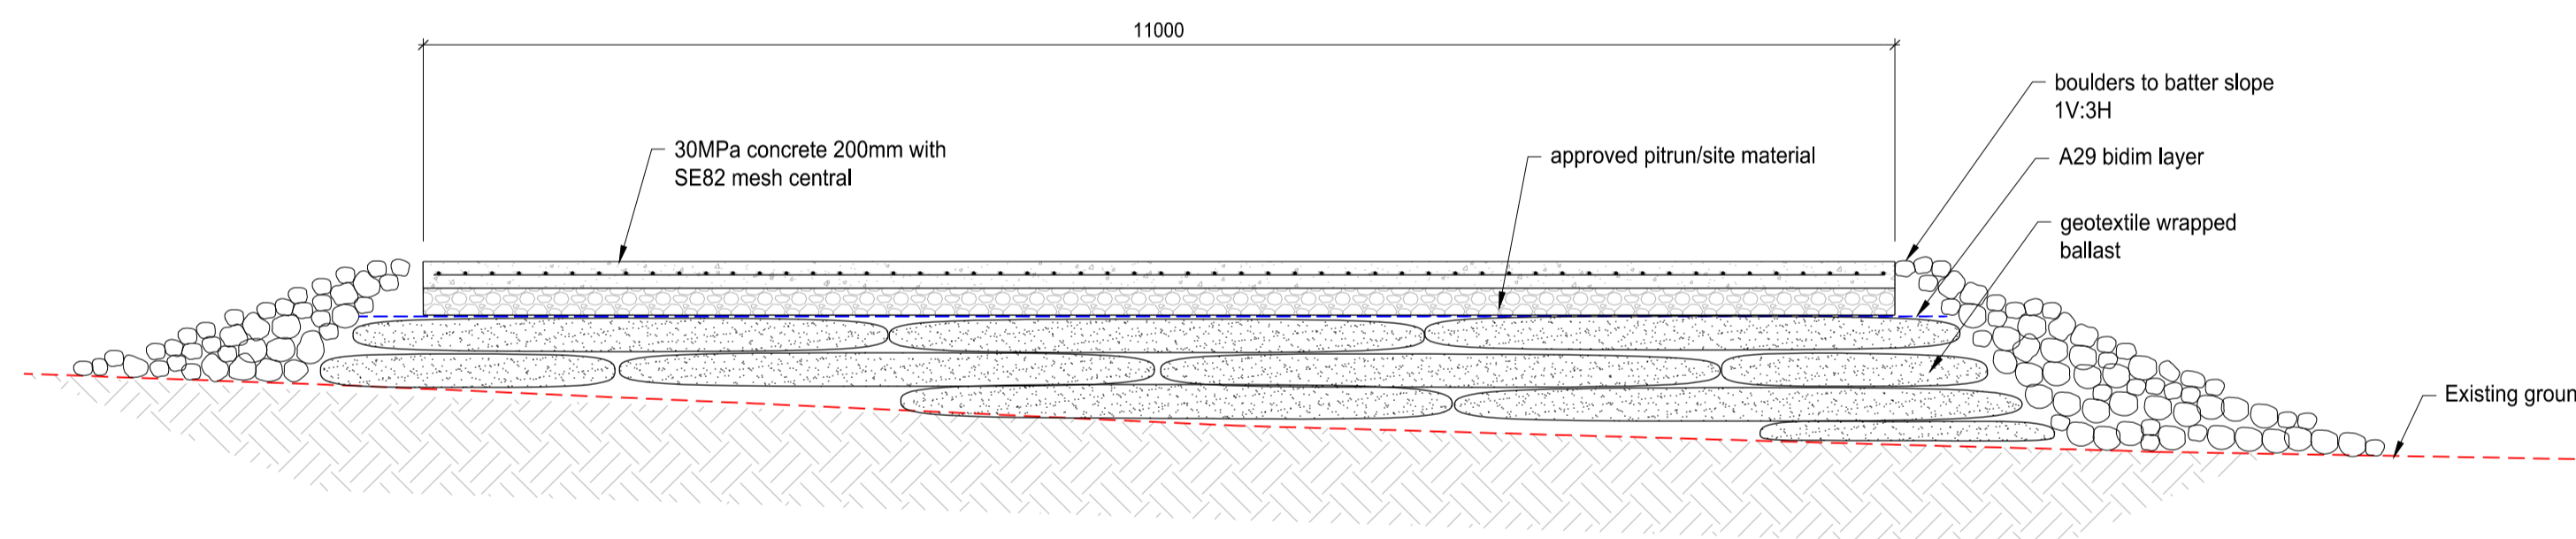 11000
boulders to batter slope
1V:3H
30MPa concrete 200mm with
SE82 mesh central
approved pitrun/site material
A29 bidim layer
geotextile wrapped
ballast
Existing groun